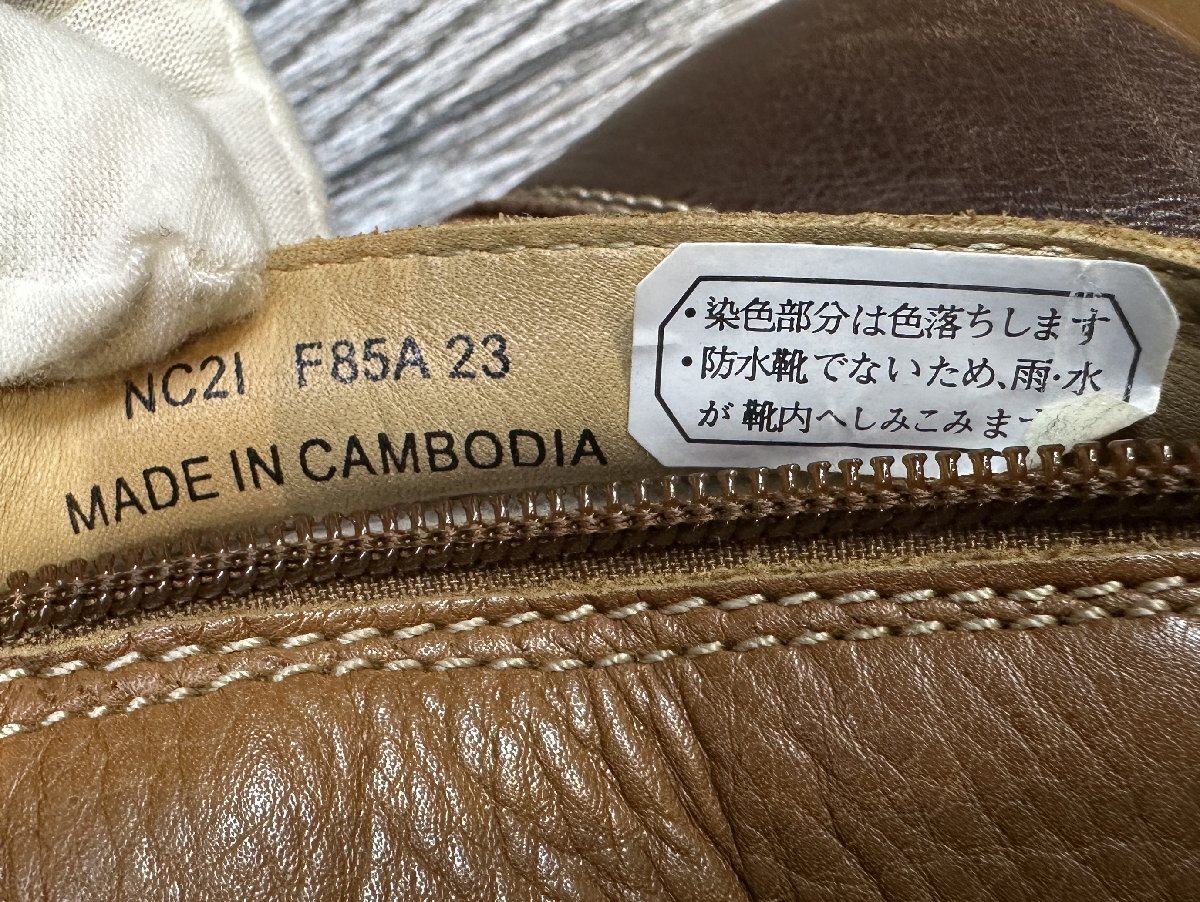 NC2I F85A 23
MADE IN CAMBODIA
・染色部分は色落ちします
・防水靴でないため、雨・水
が靴内へしみこみま